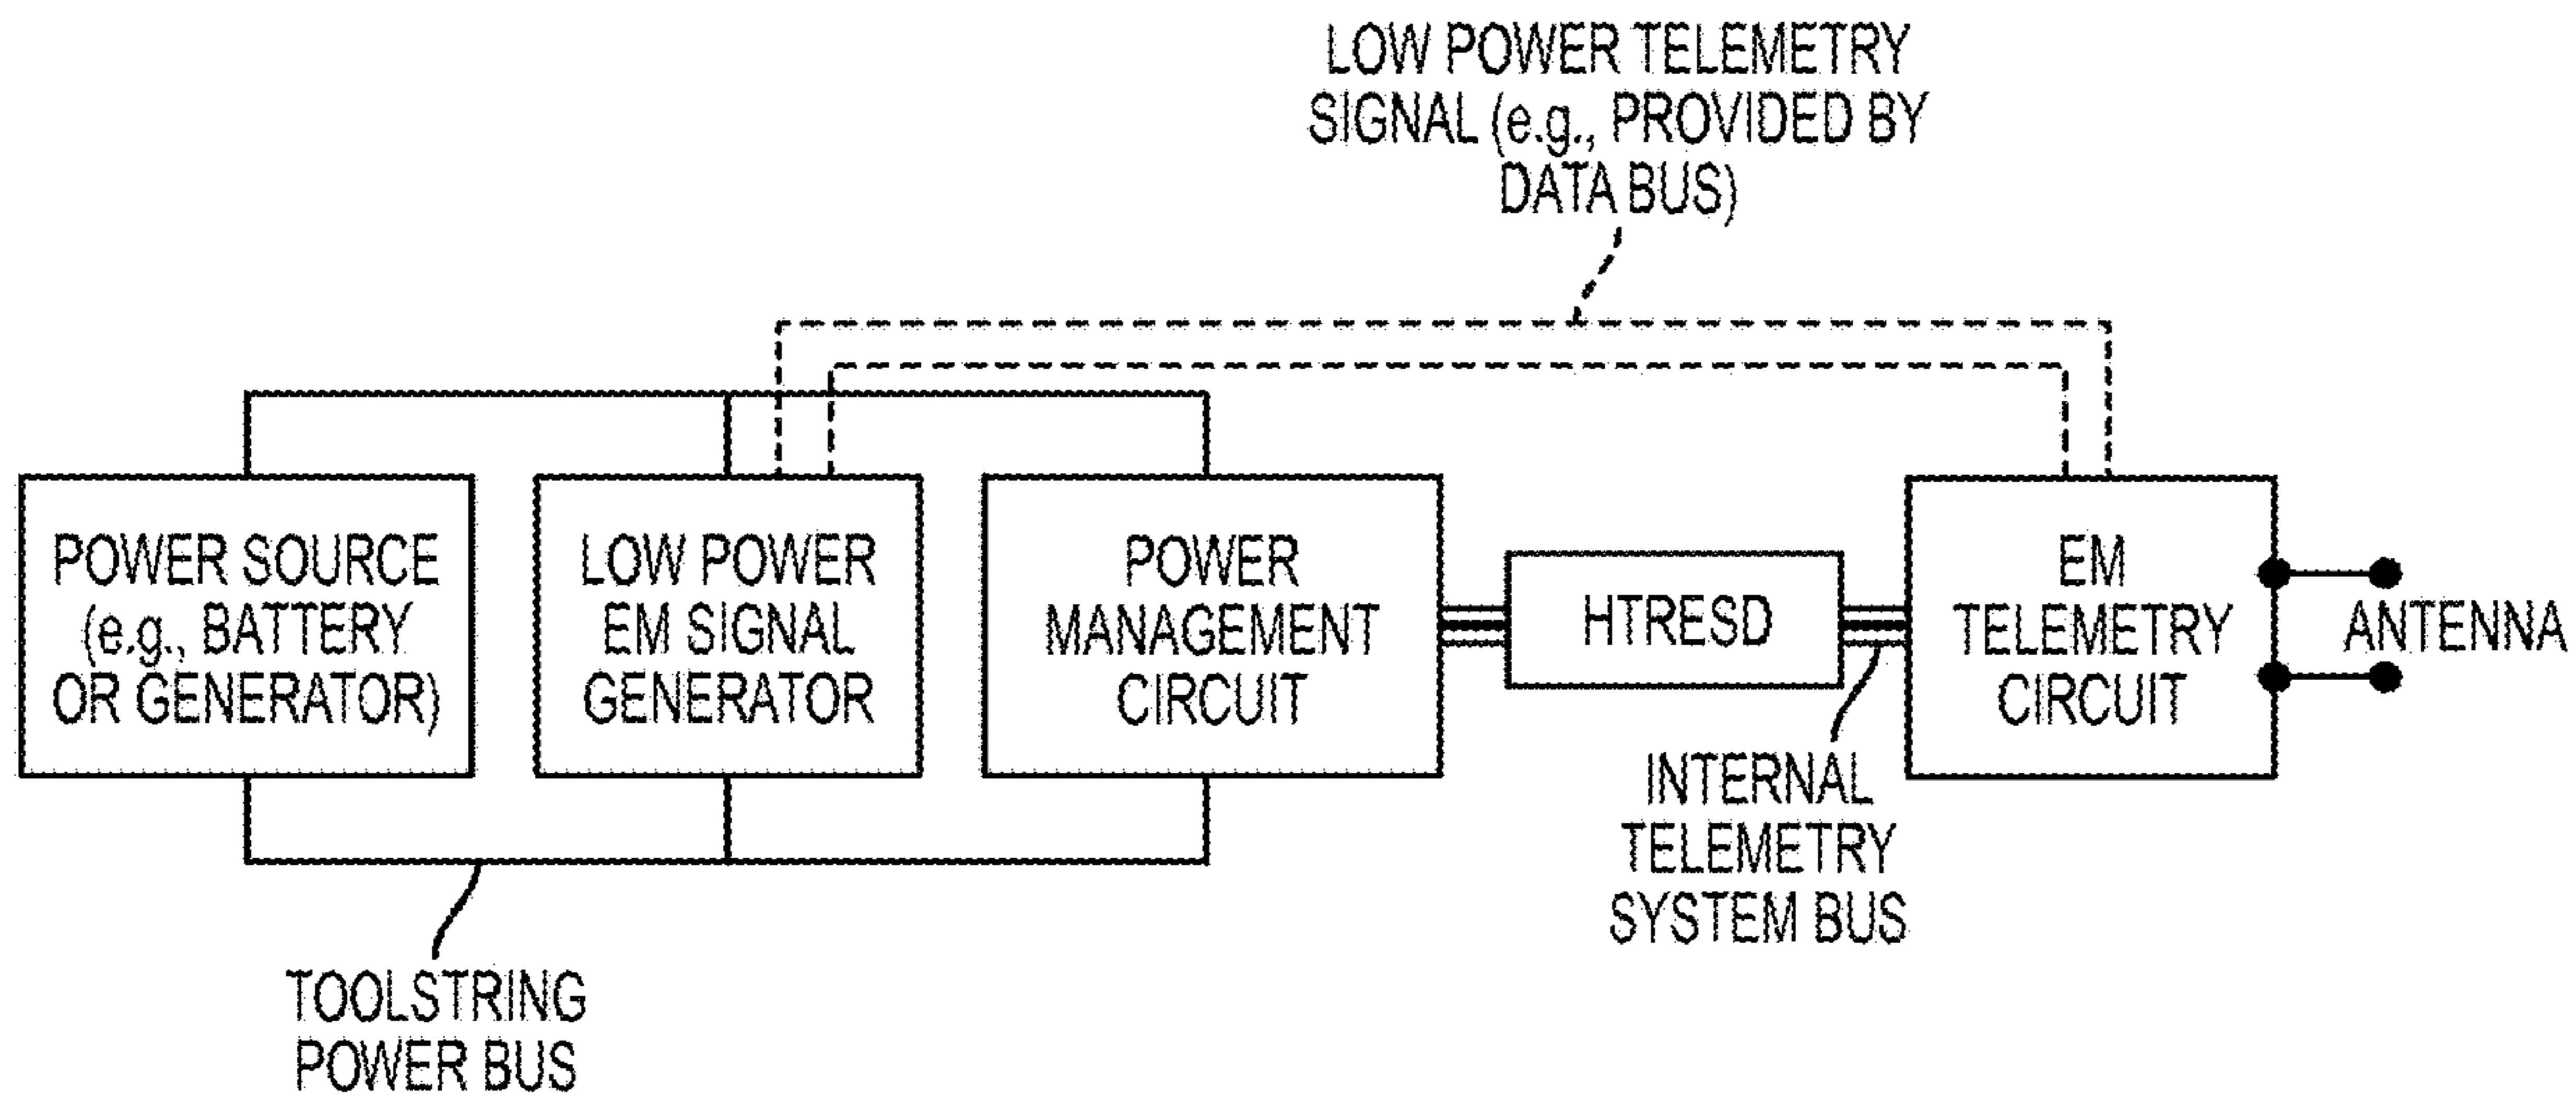 LOW POWER TELEMETRY
SIGNAL (e.g., PROVIDED BY
DATA BUS)
POWER SOURCE
(e.g., BATTERY
OR GENERATOR)
LOW POWER
EM SIGNAL
GENERATOR
POWER
MANAGEMENT
CIRCUIT
HTRESD
EM
TELEMETRY
CIRCUIT
ANTENNA
INTERNAL
TELEMETRY
SYSTEM BUS
TOOLSTRING
POWER BUS